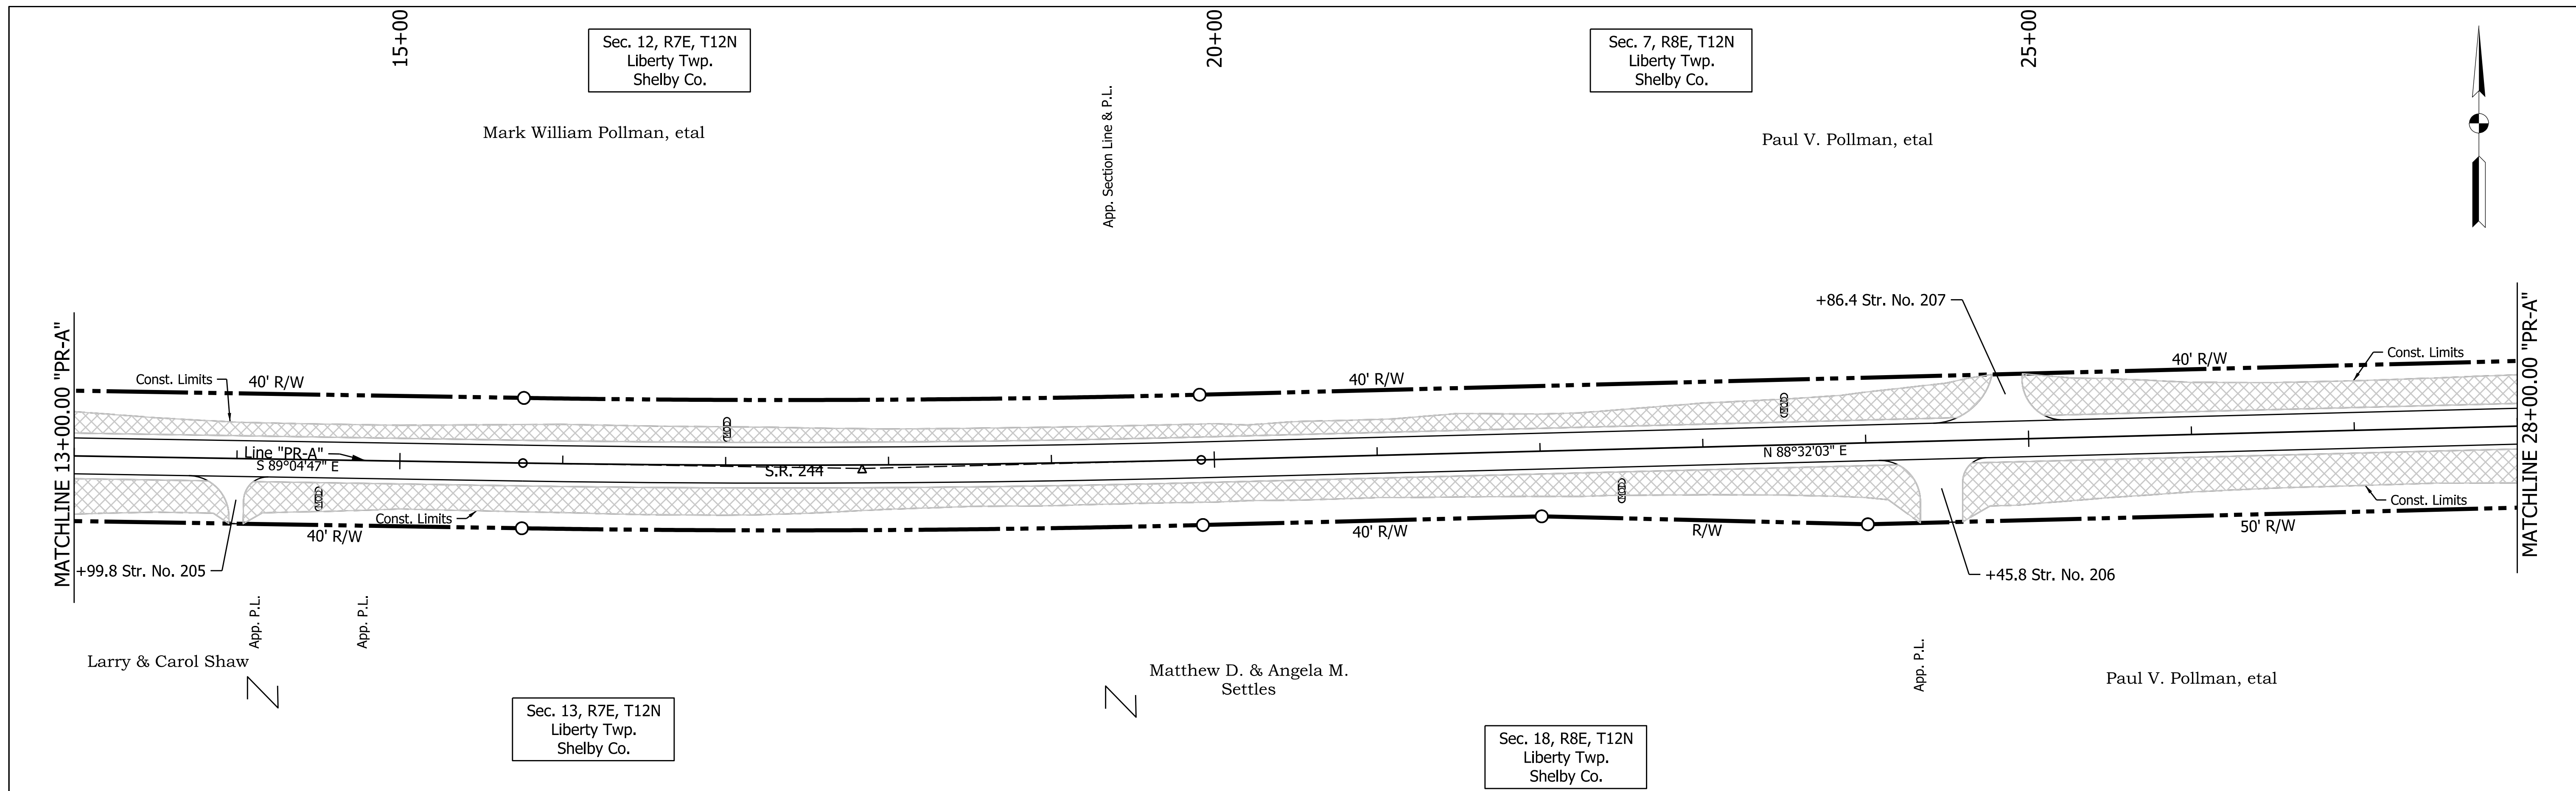 15+00
20+00
25+00
Sec. 12, R7E, T12N
Liberty Twp.
Shelby Co.
Sec. 7, R8E, T12N
Liberty Twp.
Shelby Co.
Mark William Pollman, etal
App. Section Line & P.L.
Paul V. Pollman, etal
+86.4 Str. No. 207
MATCHLINE 13+00.00 "PR-A"
MATCHLINE 28+00.00 "PR-A"
Const. Limits
40' R/W
40' R/W
40' R/W
Const. Limits
Line "PR-A"
S 89°04'47" E
S.R. 244
N 88°32'03" E
Const. Limits
Const. Limits
40' R/W
40' R/W
R/W
50' R/W
+99.8 Str. No. 205
+45.8 Str. No. 206
App. P.L.
App. P.L.
App. P.L.
Larry & Carol Shaw
Matthew D. & Angela M.
Settles
Paul V. Pollman, etal
Sec. 13, R7E, T12N
Liberty Twp.
Shelby Co.
Sec. 18, R8E, T12N
Liberty Twp.
Shelby Co.